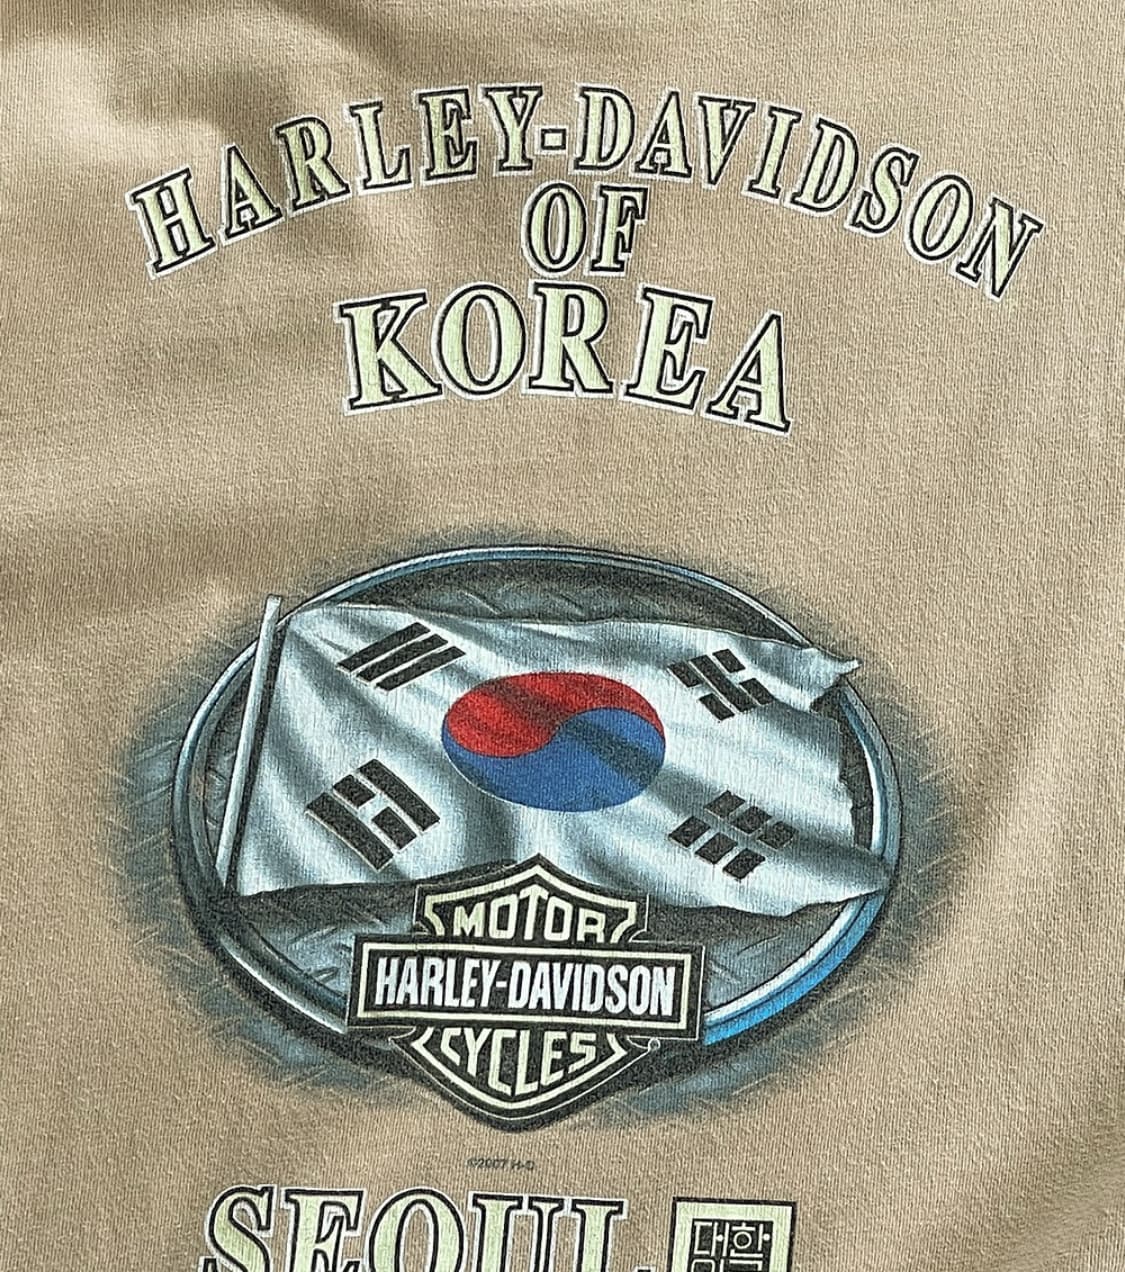 HARLEY-DAVIDSON
OF
KOREA
MOTOR
HARLEY-DAVIDSON
CYCLES
©2007 H-D
SEOUL
대한